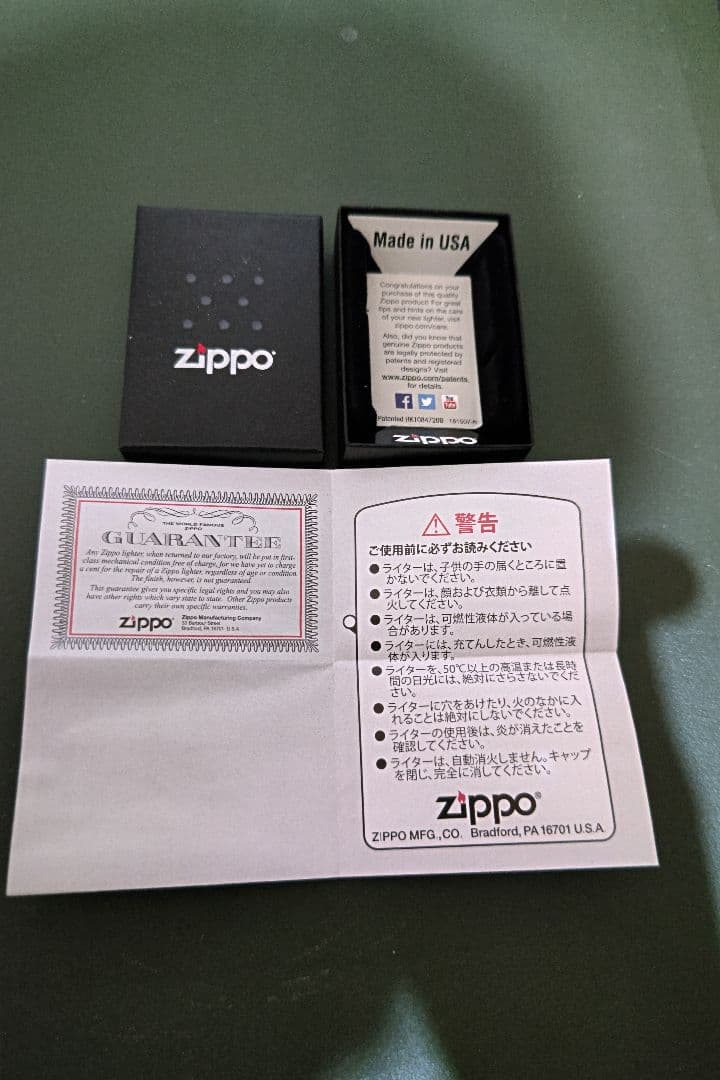 zippo
Made in USA
Congratulations on your
purchase of this quality
Zippo product! For great
tips and hints on the care
of your new lighter, visit
zippo.com/care.
Also, did you know that
genuine Zippo products
are legally protected by
patents and registered
designs? Visit
www.zippo.com/patents
for details.
Patented HK1084720B
zippo
THE WORLD FAMOUS
ZIPPO
GUARANTEE
Any Zippo lighter, when returned to our factory, will be put in first-
class mechanical condition free of charge, for we have yet to charge
a cent for the repair of a Zippo lighter, regardless of age or condition.
The finish, however, is not guaranteed.
This guarantee gives you specific legal rights and you may also
have other rights which vary state to state. Other Zippo products
carry their own specific warranties.
zippo
Zippo Manufacturing Company
33 Barbour Street
Bradford, PA 16701 U.S.A.
警告
ご使用前に必ずお読みください
●ライターは、子供の手の届くところに置
かないでください。
●ライターは、顔および衣類から離して点
火してください。
●ライターは、可燃性液体が入っている場
合があります。
●ライターには、充てんしたとき、可燃性液
体が入ります。
●ライターを、50℃以上の高温または長時
間の日光には、絶対にさらさないでくだ
さい。
●ライターに穴をあけたり、火のなかに入
れることは絶対にしないでください。
●ライターの使用後は、炎が消えたことを
確認してください。
●ライターは、自動消火しません。キャップ
を閉じ、完全に消してください。
zippo®
ZIPPO MFG.,CO. Bradford, PA 16701 U.S.A.